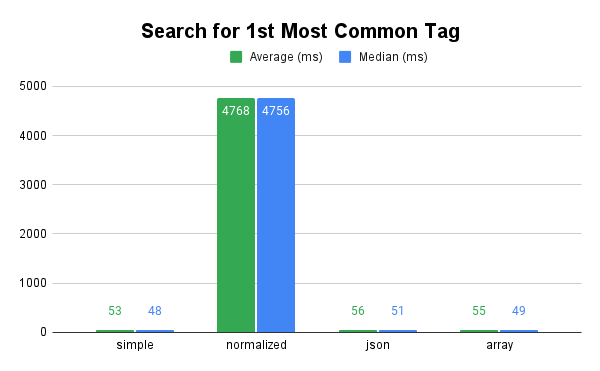 Search for 1st Most Common Tag
Average (ms) Median (ms)
5000
4000
3000
2000
1000
0
4768 4756
53 48 56 51 55 49
simple normalized json array